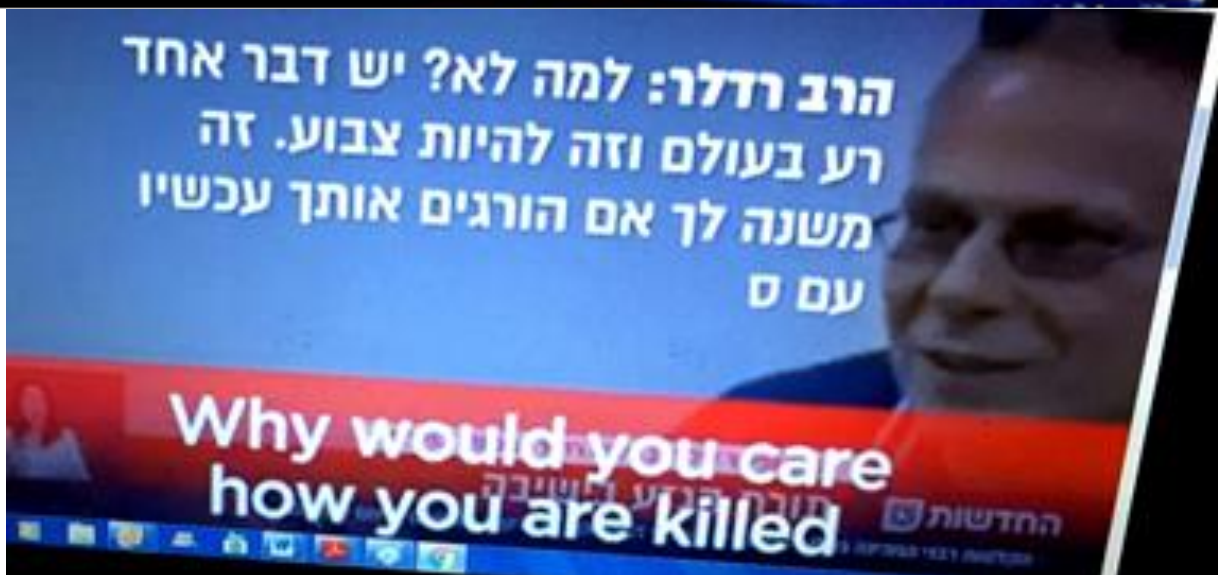 הרב רדלר: למה לא? יש דבר אחד
רע בעולם וזה להיות צבוע. זה
משנה לך אם הורגים אותך עכשיו
עם ס
Why would you care
how you are killed
החדשות